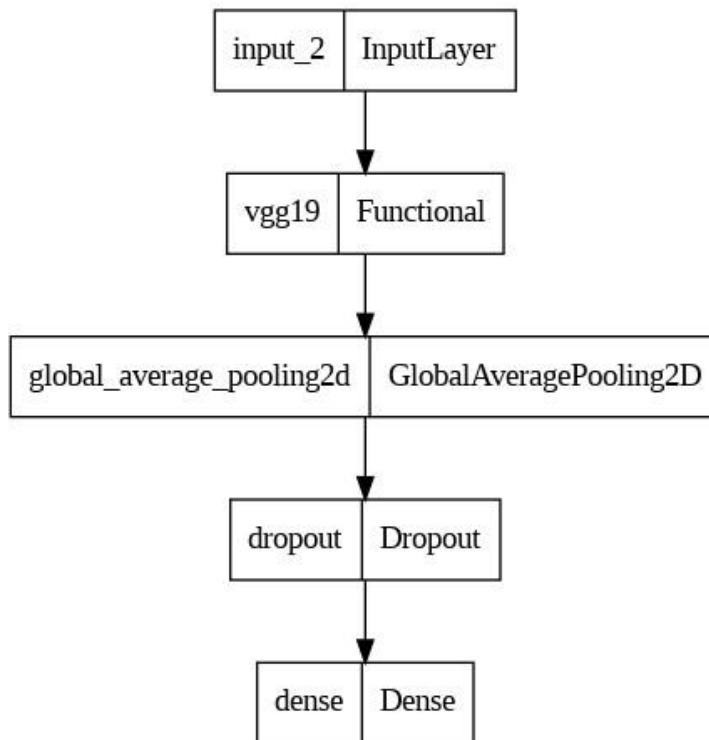 input_2 InputLayer
vgg19 Functional
global_average_pooling2d GlobalAveragePooling2D
dropout Dropout
dense Dense